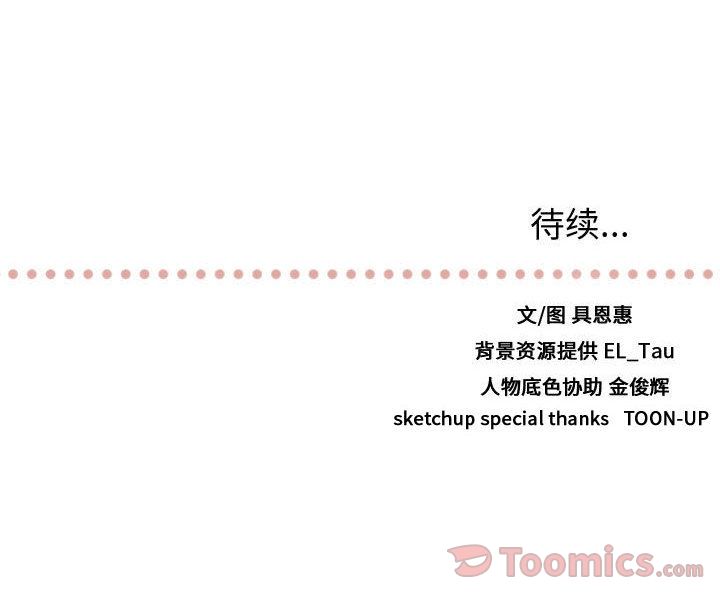 待续...
文/图 具恩惠
背景资源提供 EL_Tau
人物底色协助 金俊辉
sketchup special thanks TOON-UP
Toomics.com